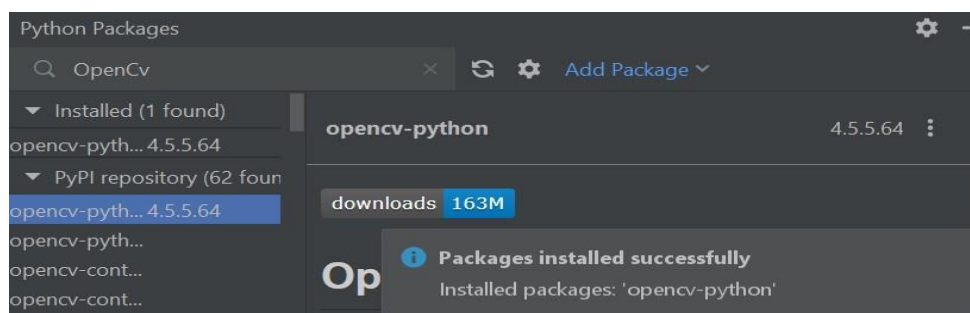 Python Packages
OpenCv
Add Package
Installed (1 found)
opencv-pyth... 4.5.5.64
PyPI repository (62 foun
opencv-pyth... 4.5.5.64
opencv-pyth...
opencv-cont...
opencv-cont...
opencv-python 4.5.5.64
downloads 163M
Op
Packages installed successfully
Installed packages: 'opencv-python'